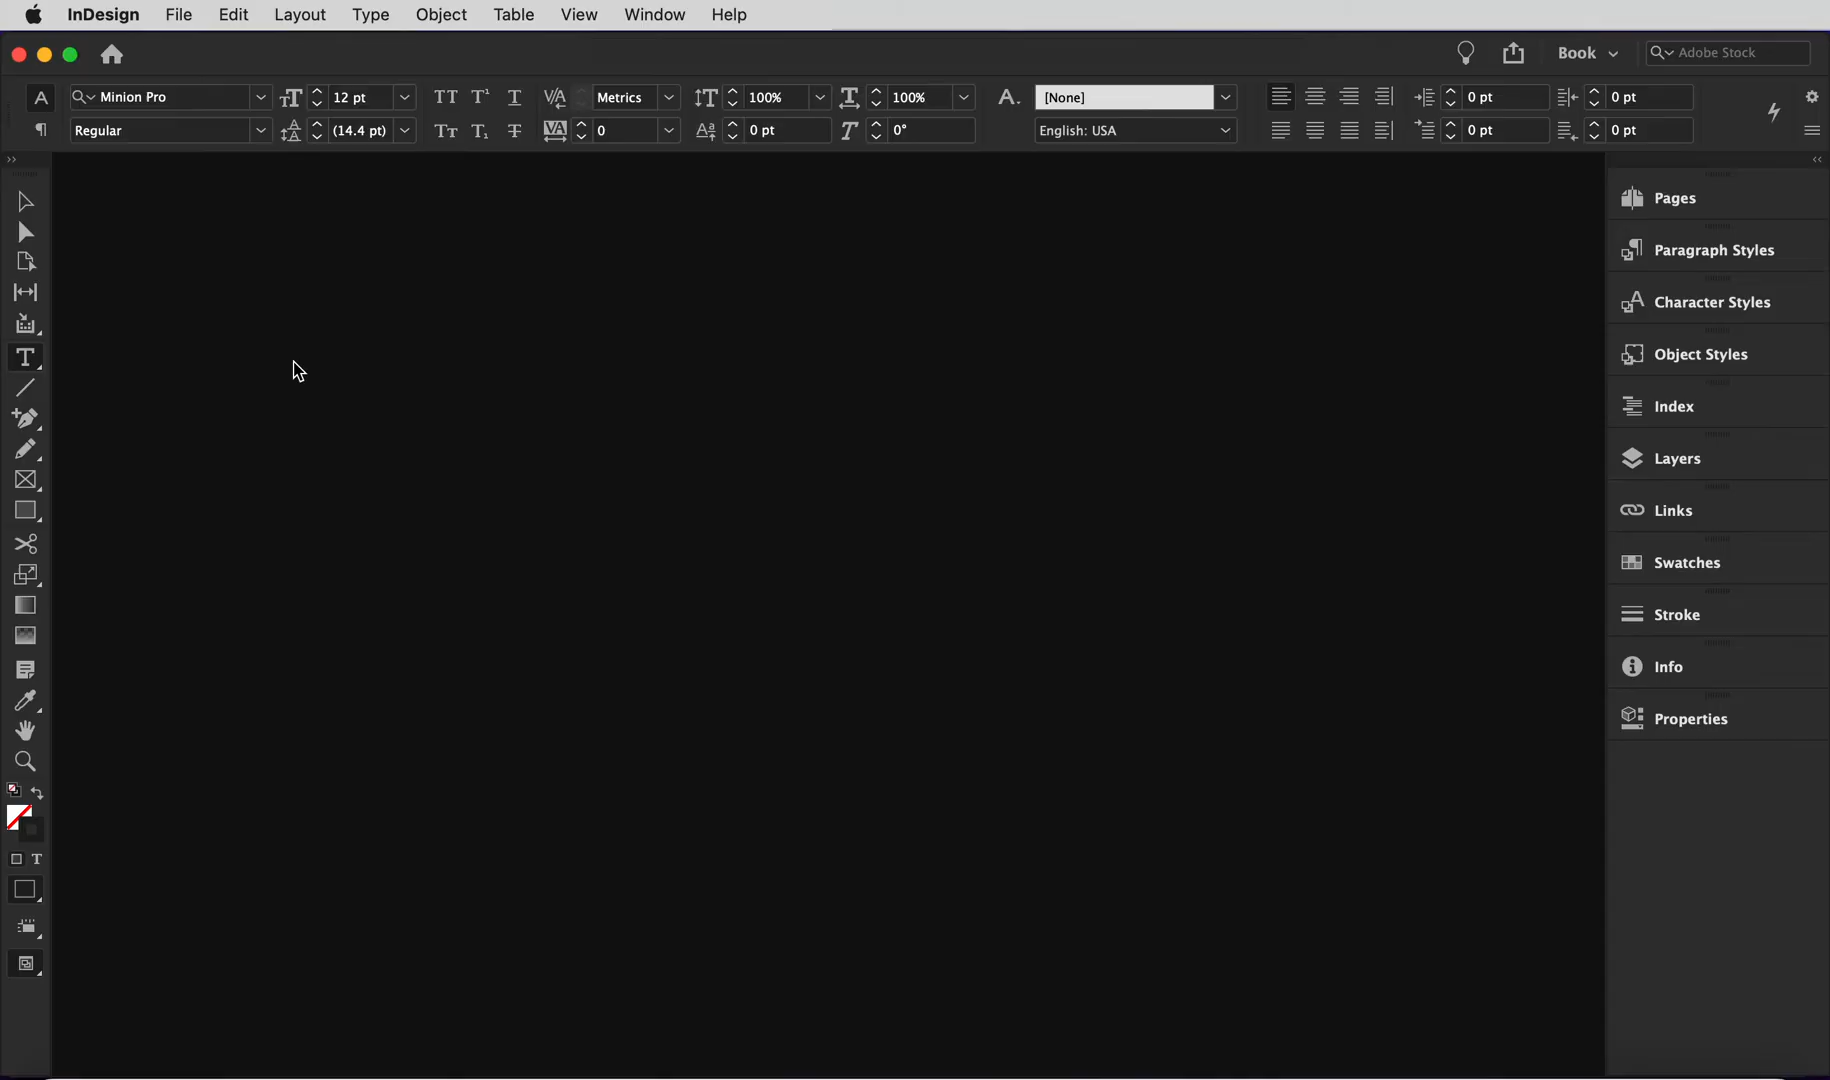 InDesign File Edit Layout Type Object Table View Window Help
Book Adobe Stock
A Minion Pro 12 pt Metrics 100% 100% [None] 0 pt 0 pt
¶ Regular (14.4 pt) 0 0 pt 0° English: USA 0 pt 0 pt
Pages
Paragraph Styles
Character Styles
Object Styles
Index
Layers
Links
Swatches
Stroke
Info
Properties